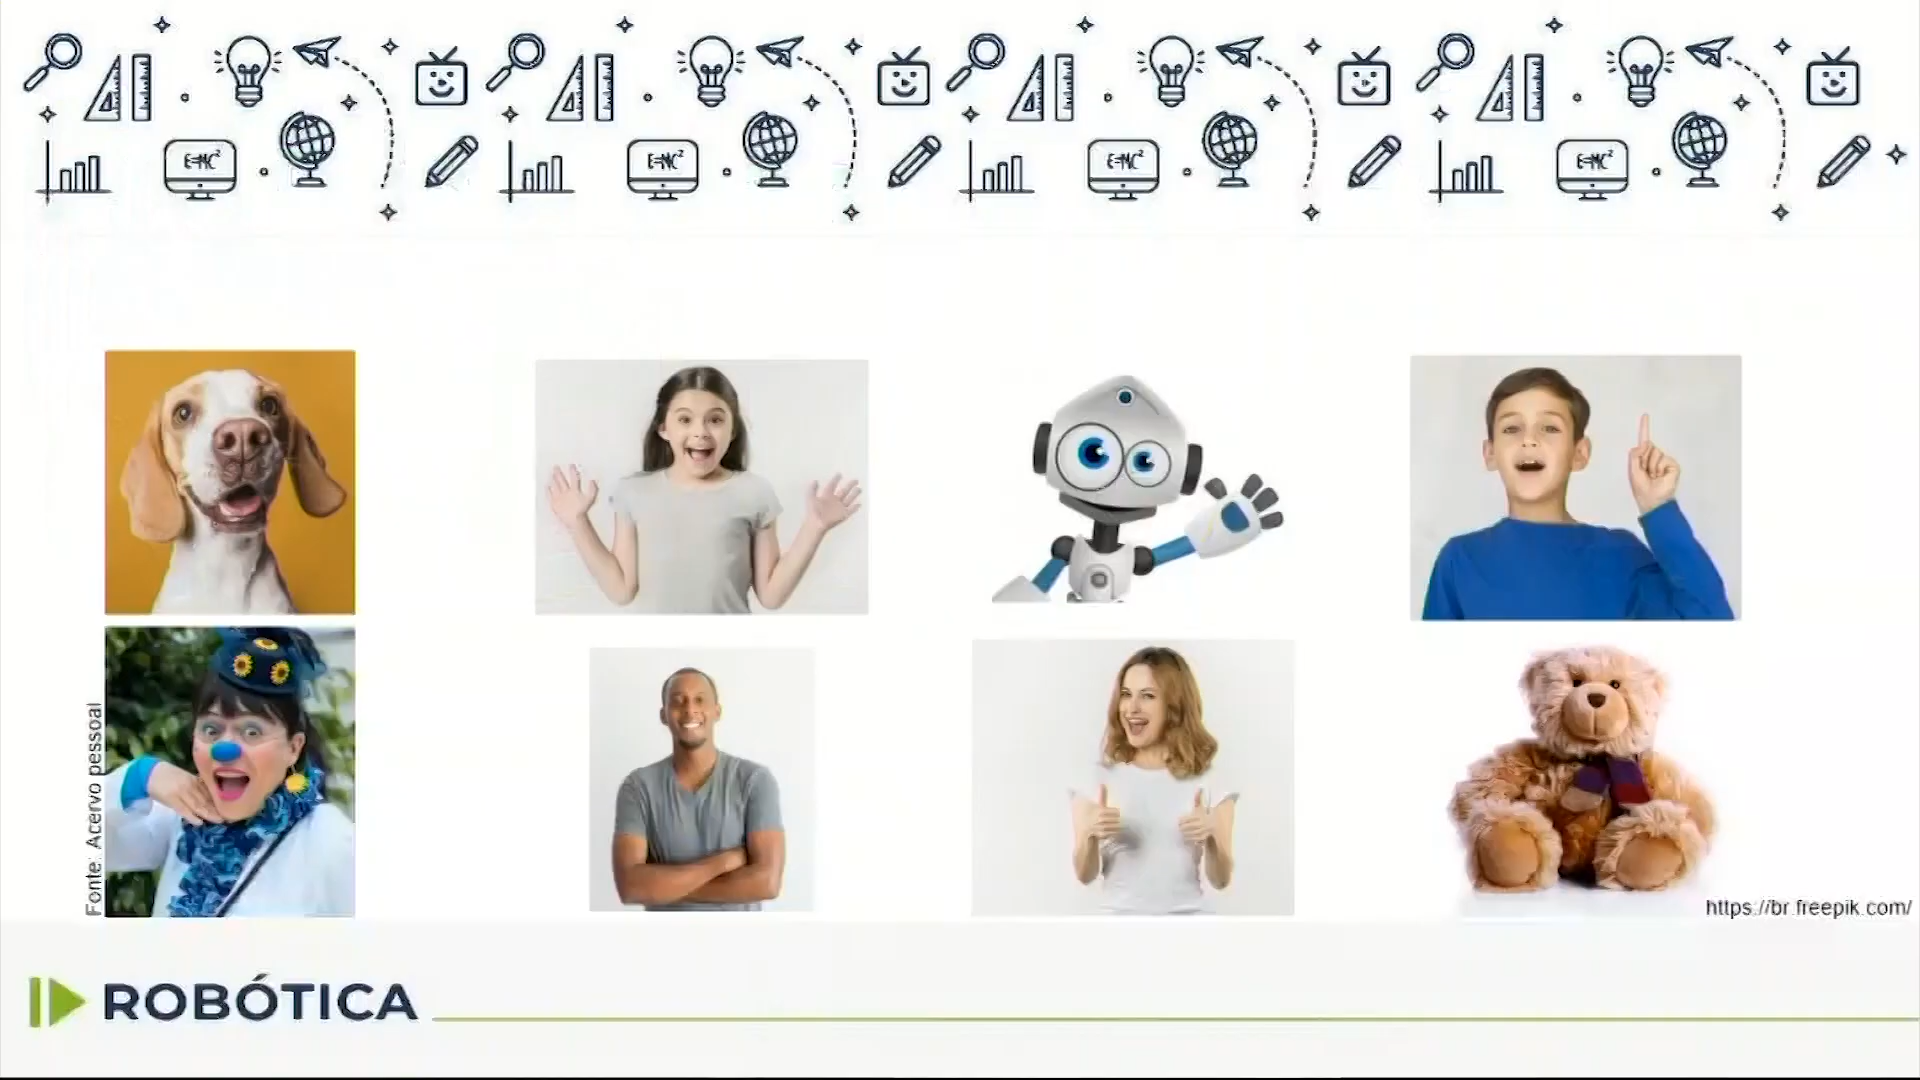 E=MC²
E=MC²
E=MC²
E=MC²
Fonte: Acervo pessoal
https://br.freepik.com/
ROBÓTICA